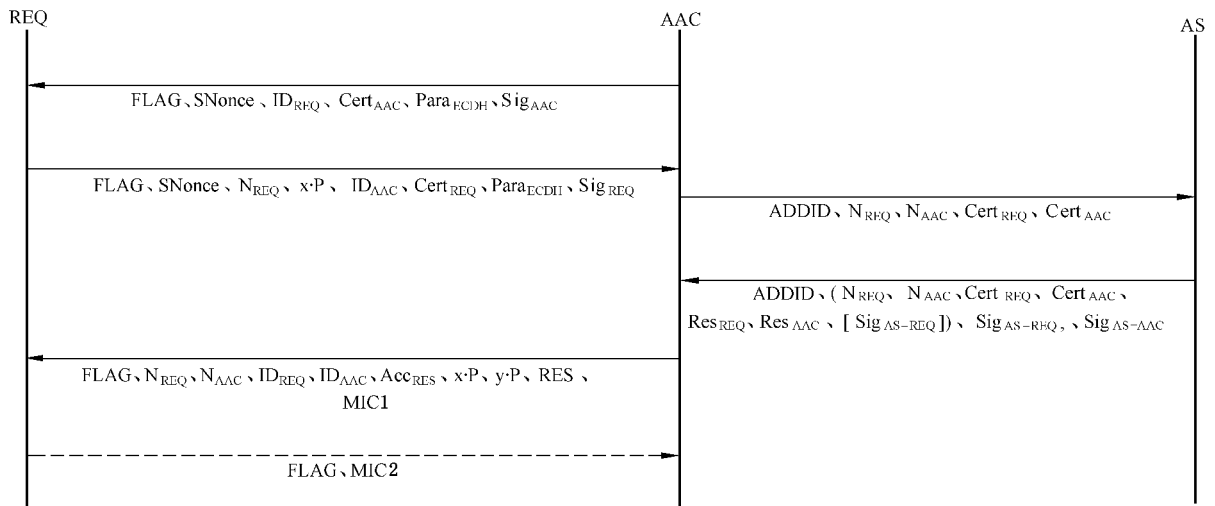 REQ
AAC
AS
FLAG、SNonce、ID_REQ、Cert_AAC、Para_ECDH、Sig_AAC
FLAG、SNonce、N_REQ、x·P、ID_AAC、Cert_REQ、Para_ECDH、Sig_REQ
ADDID、N_REQ、N_AAC、Cert_REQ、Cert_AAC
ADDID、(N_REQ、N_AAC、Cert_REQ、Cert_AAC、
Res_REQ、Res_AAC、[Sig_AS-REQ])、Sig_AS-REQ,、Sig_AS-AAC
FLAG、N_REQ、N_AAC、ID_REQ、ID_AAC、Acc_RES、x·P、y·P、RES、
MIC1
FLAG、MIC2